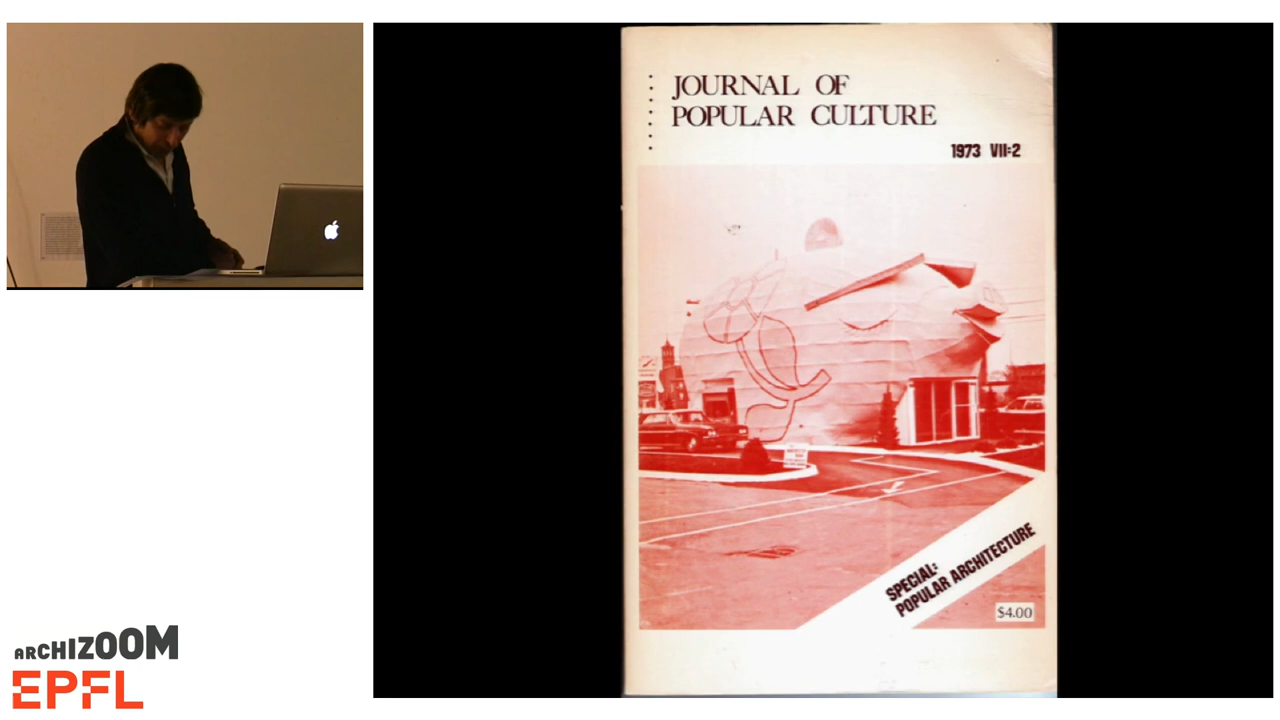 JOURNAL OF
POPULAR CULTURE
1973 VII:2
SPECIAL:
POPULAR ARCHITECTURE
$4.00
ARCHIZOOM
EPFL